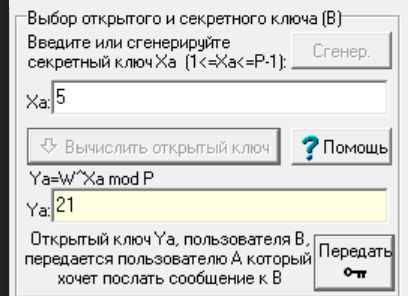 Выбор открытого и секретного ключа (В)
Введите или сгенерируйте
секретный ключ Xa (1<=Xa<=P-1):
Сгенер.
Xa: 5
Вычислить открытый ключ
? Помощь
Ya=W^Xa mod P
Ya: 21
Открытый ключ Ya, пользователя В,
передается пользователю А который
хочет послать сообщение к В
Передать